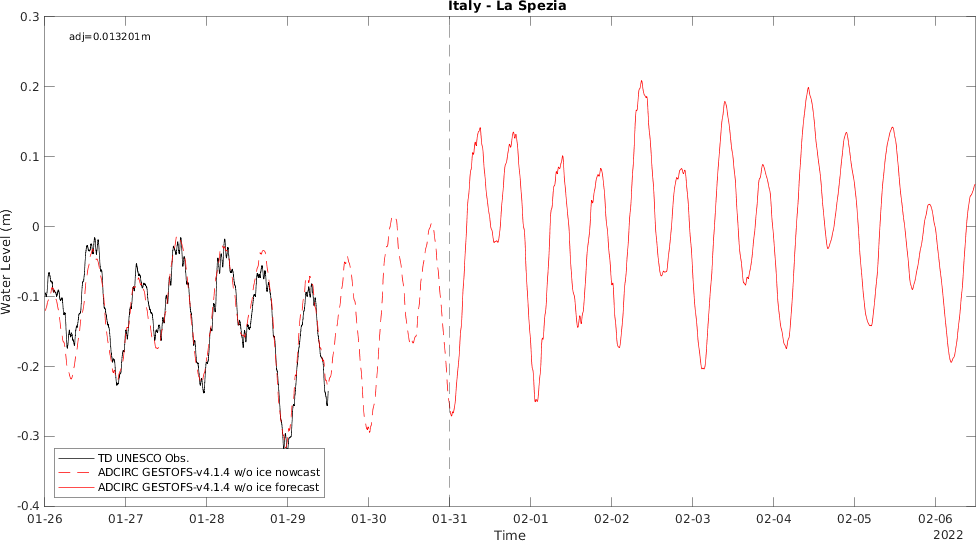 Italy - La Spezia
adj=0.013201m
0.3
0.2
0.1
0
-0.1
-0.2
-0.3
-0.4
Water Level (m)
TD UNESCO Obs.
ADCIRC GESTOFS-v4.1.4 w/o ice nowcast
ADCIRC GESTOFS-v4.1.4 w/o ice forecast
01-26 01-27 01-28 01-29 01-30 01-31 02-01 02-02 02-03 02-04 02-05 02-06
Time
2022